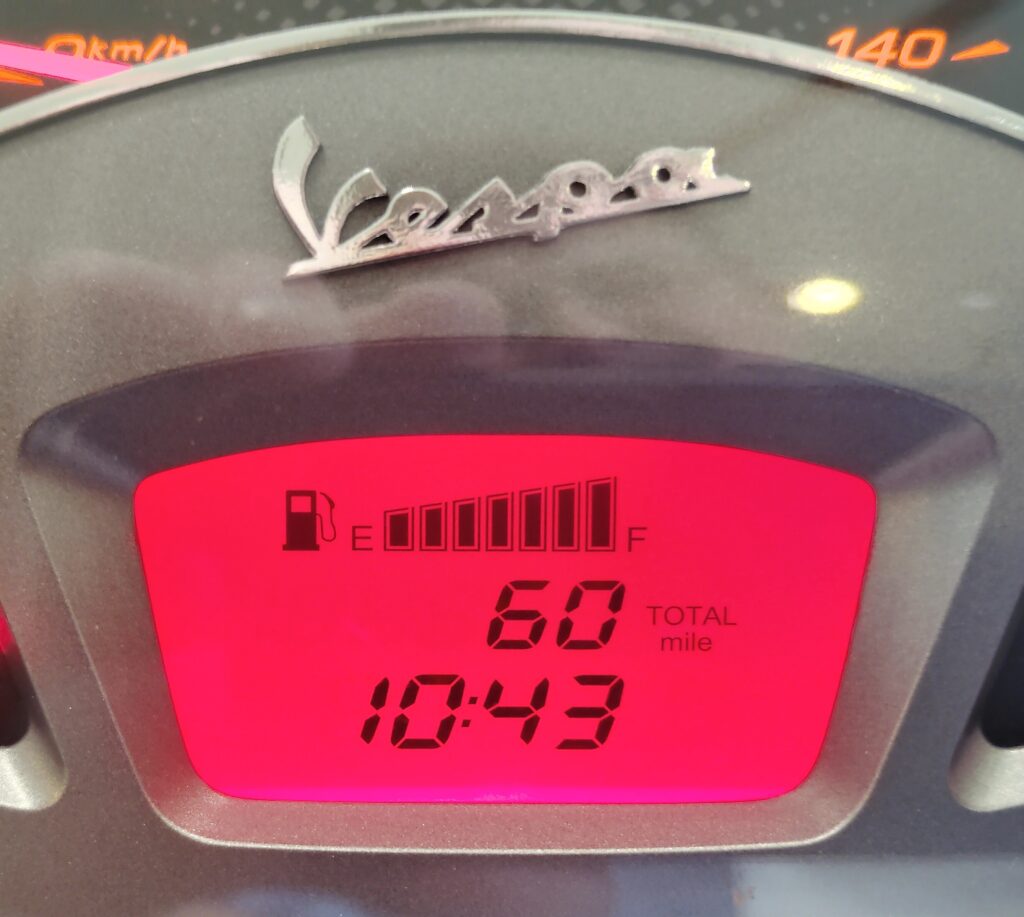 0km/h
140
Vespa
E F
60 TOTAL
mile
10:43